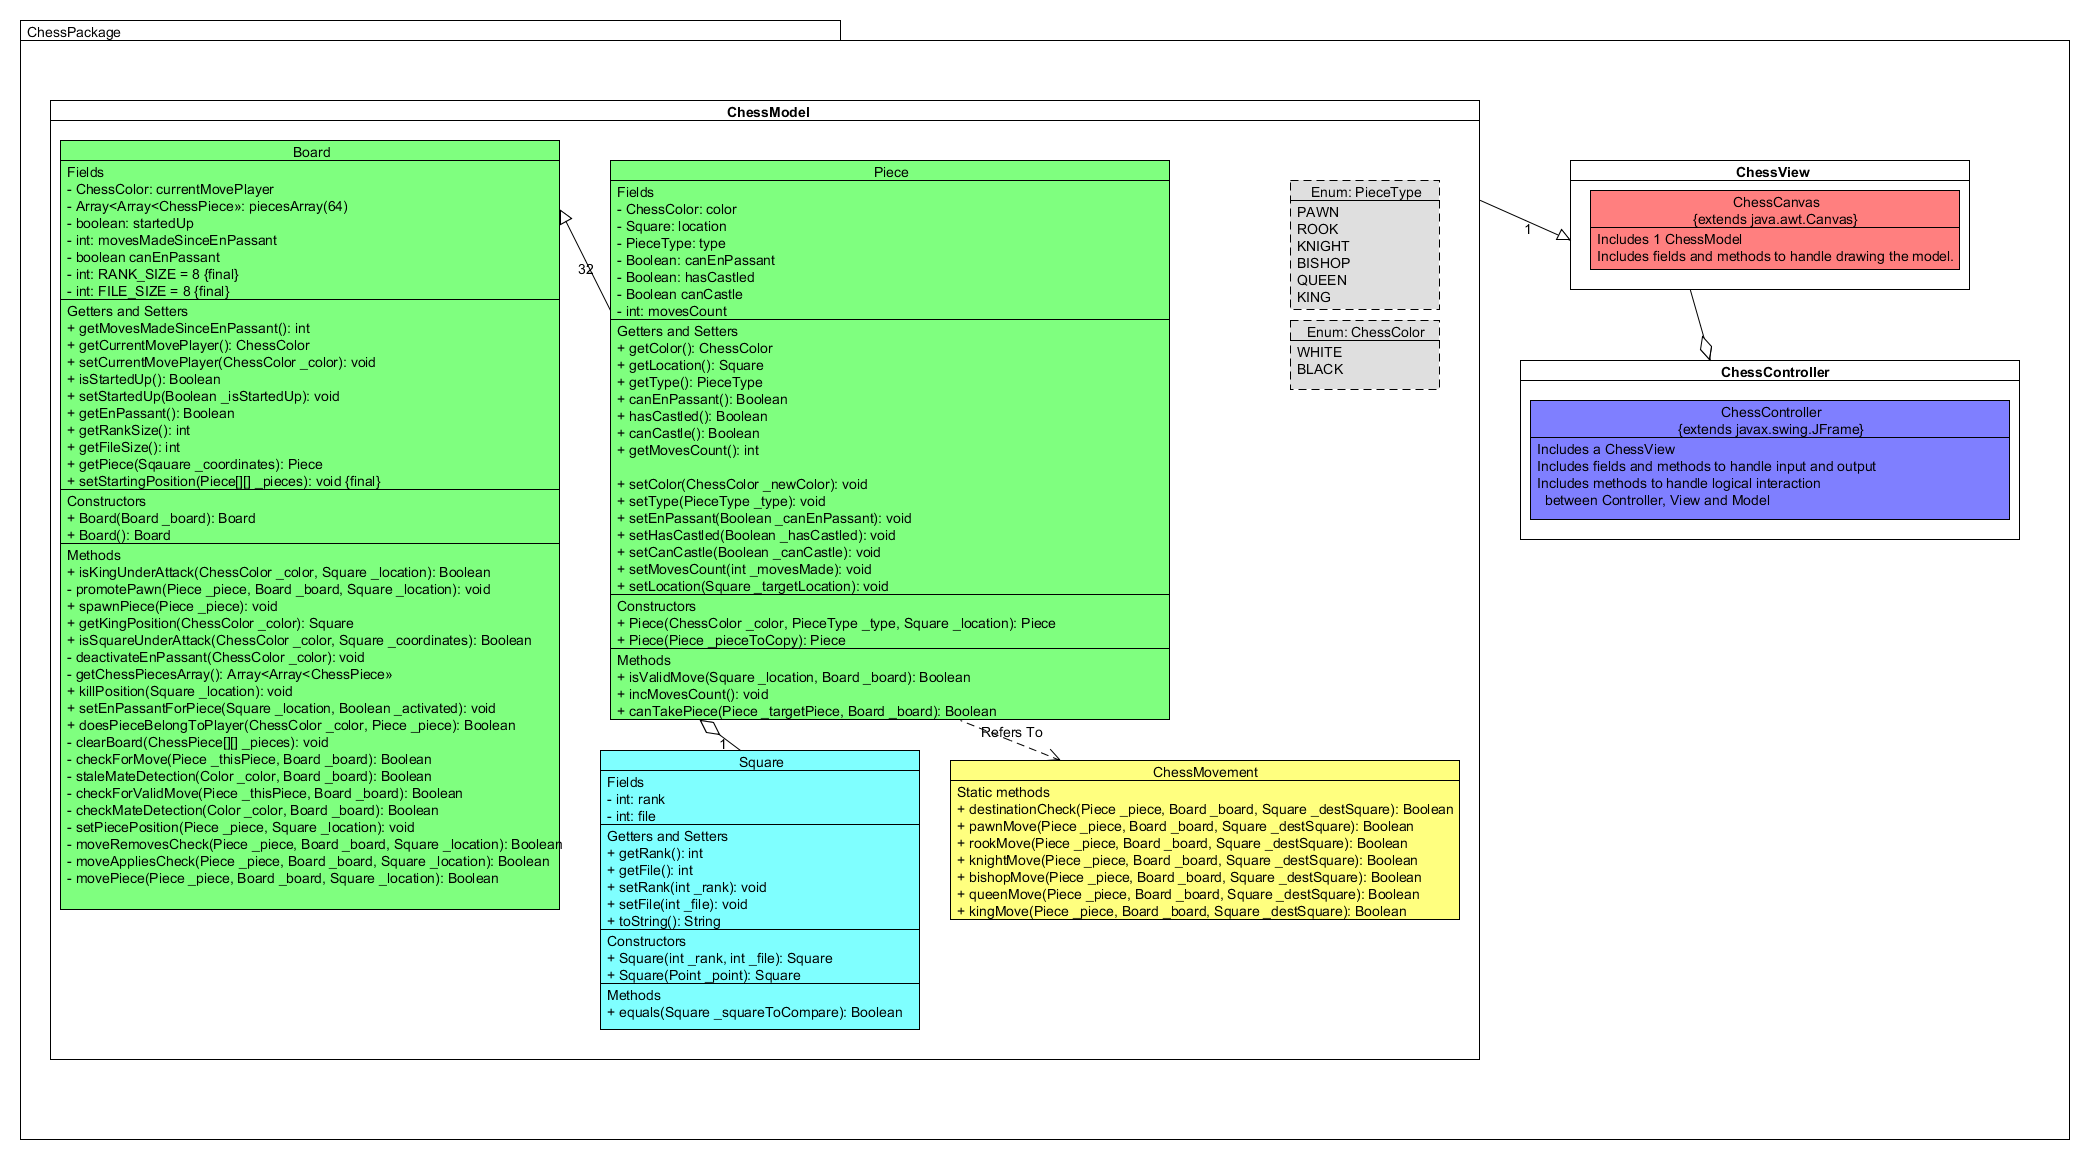 ChessPackage
ChessModel
Board
Fields
- ChessColor: currentMovePlayer
- Array<Array<ChessPiece»: piecesArray(64)
- boolean: startedUp
- int: movesMadeSinceEnPassant
- boolean canEnPassant
- int: RANK_SIZE = 8 {final}
- int: FILE_SIZE = 8 {final}
Getters and Setters
+ getMovesMadeSinceEnPassant(): int
+ getCurrentMovePlayer(): ChessColor
+ setCurrentMovePlayer(ChessColor _color): void
+ isStartedUp(): Boolean
+ setStartedUp(Boolean _isStartedUp): void
+ getEnPassant(): Boolean
+ getRankSize(): int
+ getFileSize(): int
+ getPiece(Sqauare _coordinates): Piece
+ setStartingPosition(Piece[][] _pieces): void {final}
Constructors
+ Board(Board _board): Board
+ Board(): Board
Methods
+ isKingUnderAttack(ChessColor _color, Square _location): Boolean
- promotePawn(Piece _piece, Board _board, Square _location): void
+ spawnPiece(Piece _piece): void
+ getKingPosition(ChessColor _color): Square
+ isSquareUnderAttack(ChessColor _color, Square _coordinates): Boolean
- deactivateEnPassant(ChessColor _color): void
- getChessPiecesArray(): Array<Array<ChessPiece»
+ killPosition(Square _location): void
+ setEnPassantForPiece(Square _location, Boolean _activated): void
+ doesPieceBelongToPlayer(ChessColor _color, Piece _piece): Boolean
- clearBoard(ChessPiece[][] _pieces): void
- checkForMove(Piece _thisPiece, Board _board): Boolean
- staleMateDetection(Color _color, Board _board): Boolean
- checkForValidMove(Piece _thisPiece, Board _board): Boolean
- checkMateDetection(Color _color, Board _board): Boolean
- setPiecePosition(Piece _piece, Square _location): void
- moveRemovesCheck(Piece _piece, Board _board, Square _location): Boolean
- moveAppliesCheck(Piece _piece, Board _board, Square _location): Boolean
- movePiece(Piece _piece, Board _board, Square _location): Boolean
32
Piece
Fields
- ChessColor: color
- Square: location
- PieceType: type
- Boolean: canEnPassant
- Boolean: hasCastled
- Boolean canCastle
- int: movesCount
Getters and Setters
+ getColor(): ChessColor
+ getLocation(): Square
+ getType(): PieceType
+ canEnPassant(): Boolean
+ hasCastled(): Boolean
+ canCastle(): Boolean
+ getMovesCount(): int
+ setColor(ChessColor _newColor): void
+ setType(PieceType _type): void
+ setEnPassant(Boolean _canEnPassant): void
+ setHasCastled(Boolean _hasCastled): void
+ setCanCastle(Boolean _canCastle): void
+ setMovesCount(int _movesMade): void
+ setLocation(Square _targetLocation): void
Constructors
+ Piece(ChessColor _color, PieceType _type, Square _location): Piece
+ Piece(Piece _pieceToCopy): Piece
Methods
+ isValidMove(Square _location, Board _board): Boolean
+ incMovesCount(): void
+ canTakePiece(Piece _targetPiece, Board _board): Boolean
1
Refers To
Square
Fields
- int: rank
- int: file
Getters and Setters
+ getRank(): int
+ getFile(): int
+ setRank(int _rank): void
+ setFile(int _file): void
+ toString(): String
Constructors
+ Square(int _rank, int _file): Square
+ Square(Point _point): Square
Methods
+ equals(Square _squareToCompare): Boolean
ChessMovement
Static methods
+ destinationCheck(Piece _piece, Board _board, Square _destSquare): Boolean
+ pawnMove(Piece _piece, Board _board, Square _destSquare): Boolean
+ rookMove(Piece _piece, Board _board, Square _destSquare): Boolean
+ knightMove(Piece _piece, Board _board, Square _destSquare): Boolean
+ bishopMove(Piece _piece, Board _board, Square _destSquare): Boolean
+ queenMove(Piece _piece, Board _board, Square _destSquare): Boolean
+ kingMove(Piece _piece, Board _board, Square _destSquare): Boolean
Enum: PieceType
PAWN
ROOK
KNIGHT
BISHOP
QUEEN
KING
Enum: ChessColor
WHITE
BLACK
1
ChessView
ChessCanvas
{extends java.awt.Canvas}
Includes 1 ChessModel
Includes fields and methods to handle drawing the model.
ChessController
ChessController
{extends javax.swing.JFrame}
Includes a ChessView
Includes fields and methods to handle input and output
Includes methods to handle logical interaction
between Controller, View and Model